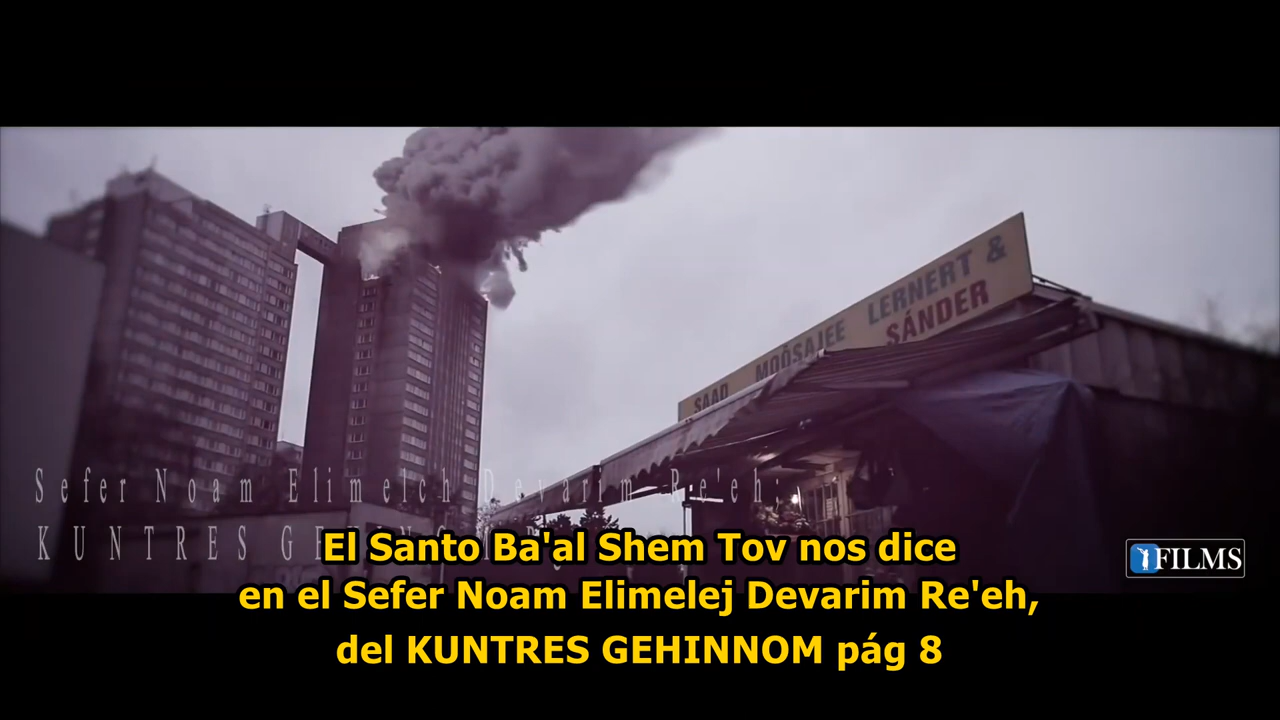 SAAD MOOSAJEE LERNERT &
SÁNDER
Sefer Noam Elimelch Devarim Re'eh:
KUNTRES
El Santo Ba'al Shem Tov nos dice
en el Sefer Noam Elimelej Devarim Re'eh,
del KUNTRES GEHINNOM pág 8
FILMS